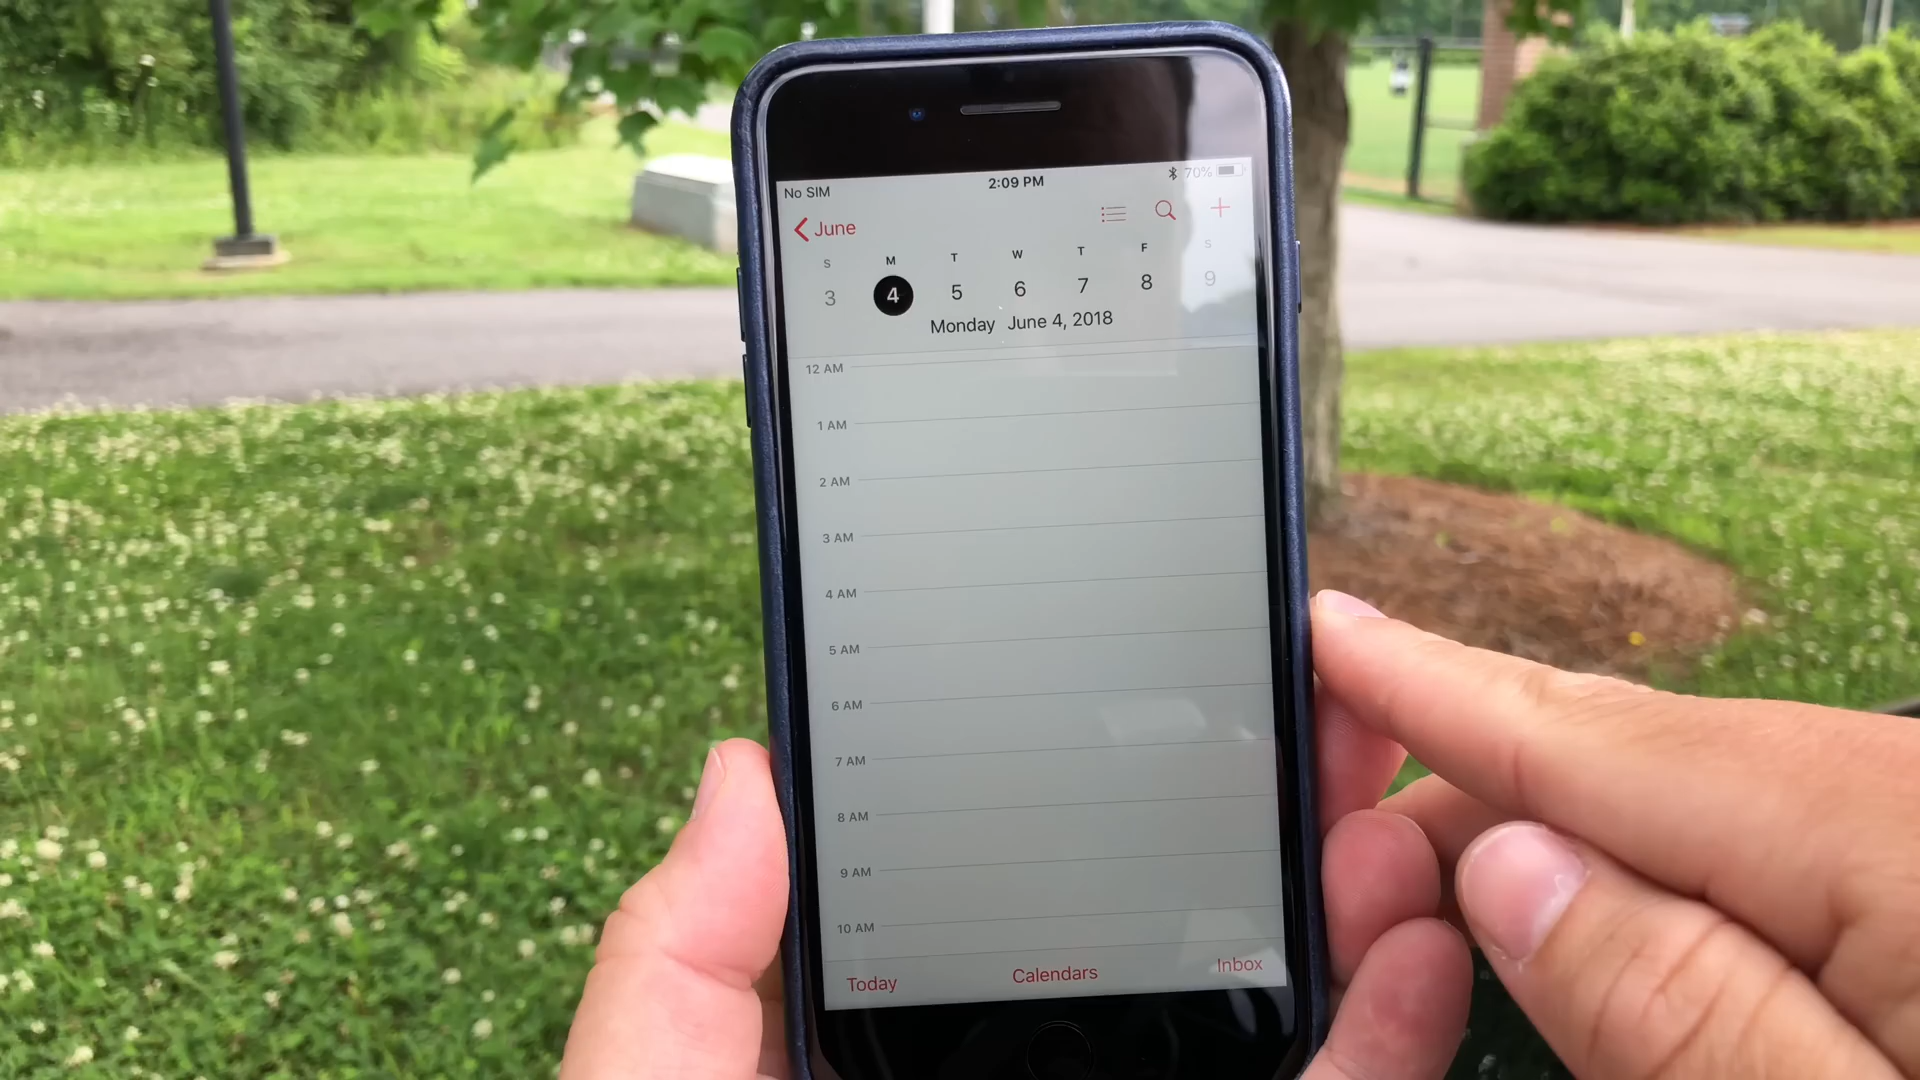 No SIM 2:09 PM 70%
June
S M T W T F S
3 4 5 6 7 8 9
Monday June 4, 2018
12 AM
1 AM
2 AM
3 AM
4 AM
5 AM
6 AM
7 AM
8 AM
9 AM
10 AM
Today Calendars Inbox